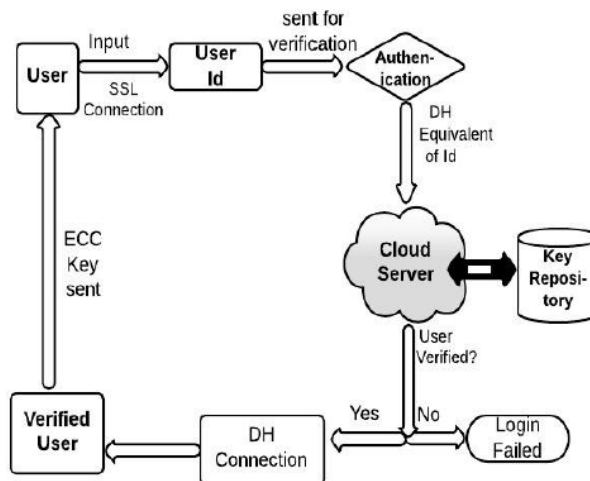 Input
User
SSL
Connection
User
Id
sent for
verification
Authen-
ication
DH
Equivalent
of Id
Cloud
Server
Key
Reposi-
tory
User
Verified?
Yes
No
Login
Failed
DH
Connection
Verified
User
ECC
Key
sent